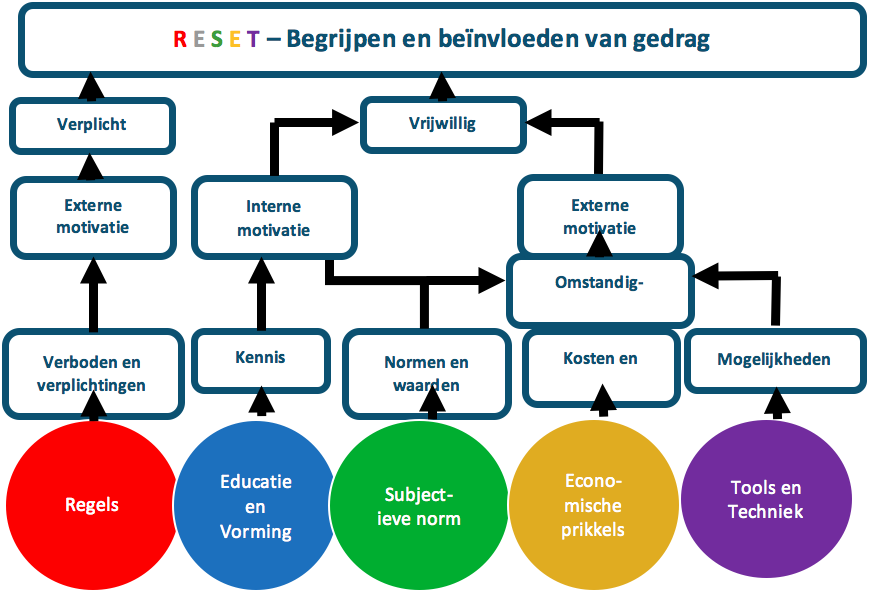 R E S E T – Begrijpen en beïnvloeden van gedrag
Verplicht
Vrijwillig
Externe
motivatie
Interne
motivatie
Externe
motivatie
Omstandig-
Verboden en
verplichtingen
Kennis
Normen en
waarden
Kosten en
Mogelijkheden
Regels
Educatie
en
Vorming
Subject-
ieve norm
Econo-
mische
prikkels
Tools en
Techniek